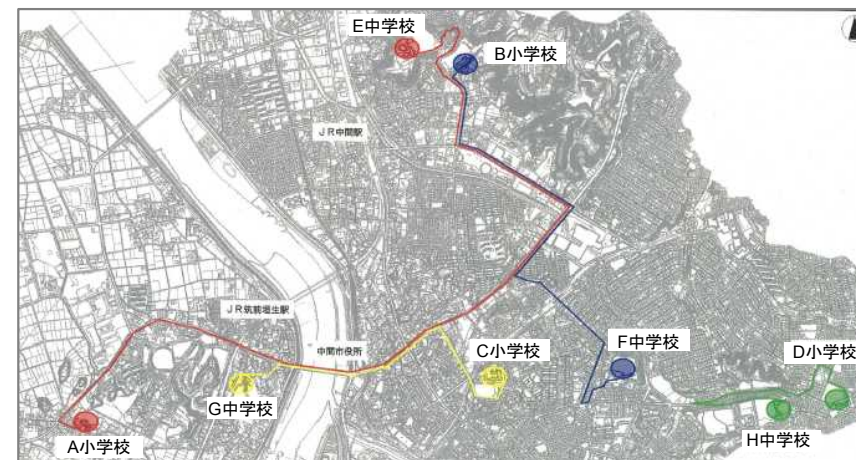 E中学校
B小学校
JR中間駅
JR筑前垣生駅
中間市役所
C小学校
F中学校
D小学校
G中学校
A小学校
H中学校